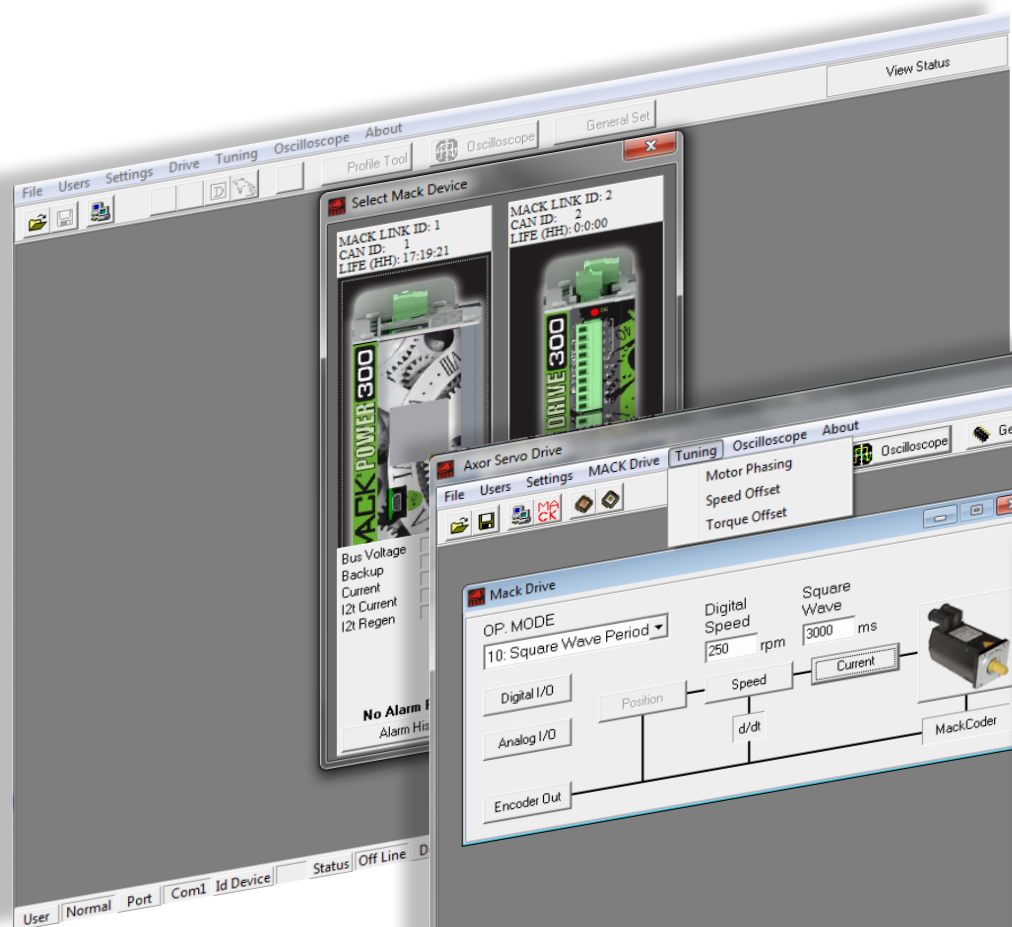 View Status
File Users Settings Drive Tuning Oscilloscope About
Profile Tool Oscilloscope General Set
Select Mack Device
MACK LINK ID: 1
CAN ID: 1
LIFE (HH): 17:19:21
MACK LINK ID: 2
CAN ID: 2
LIFE (HH): 0:0:00
MACK POWER 300
DRIVE 300
Bus Voltage
Backup
Current
I2t Current
I2t Regen
No Alarm
Alarm His
User Normal Port Com1 Id Device Status Off Line D
Axor Servo Drive
File Users Settings MACK Drive Tuning Oscilloscope About
MACK
Oscilloscope Ge
Motor Phasing
Speed Offset
Torque Offset
Mack Drive
OP. MODE
10: Square Wave Period
Digital Speed
250 rpm
Square Wave
3000 ms
Digital I/O
Analog I/O
Encoder Out
Position
Speed
Current
d/dt
MackCoder